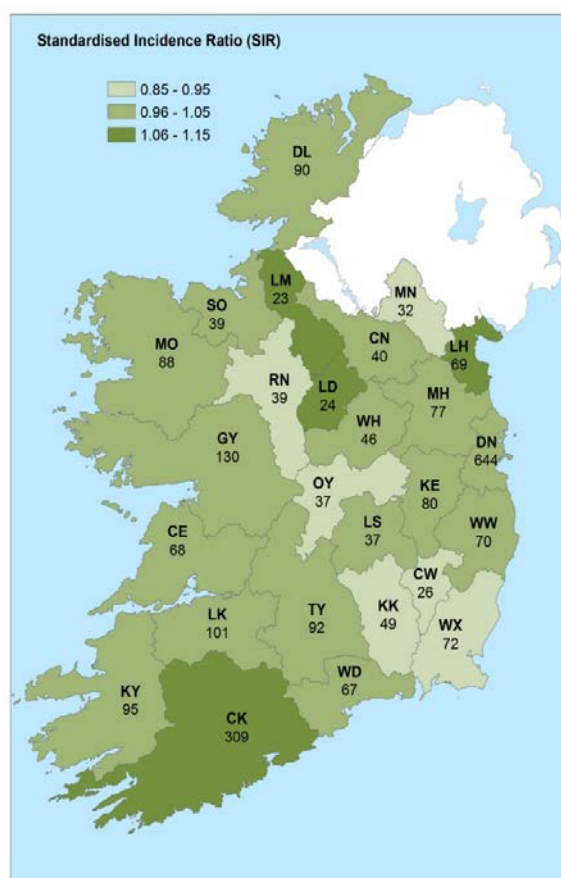 Standardised Incidence Ratio (SIR)
0.85 - 0.95
0.96 - 1.05
1.06 - 1.15
DL
90
LM
23
SO
39
MN
32
MO
88
CN
40
LH
69
RN
39
LD
24
MH
77
WH
46
GY
130
DN
644
OY
37
KE
80
LS
37
WW
70
CE
68
CW
26
LK
101
TY
92
KK
49
WX
72
WD
67
KY
95
CK
309